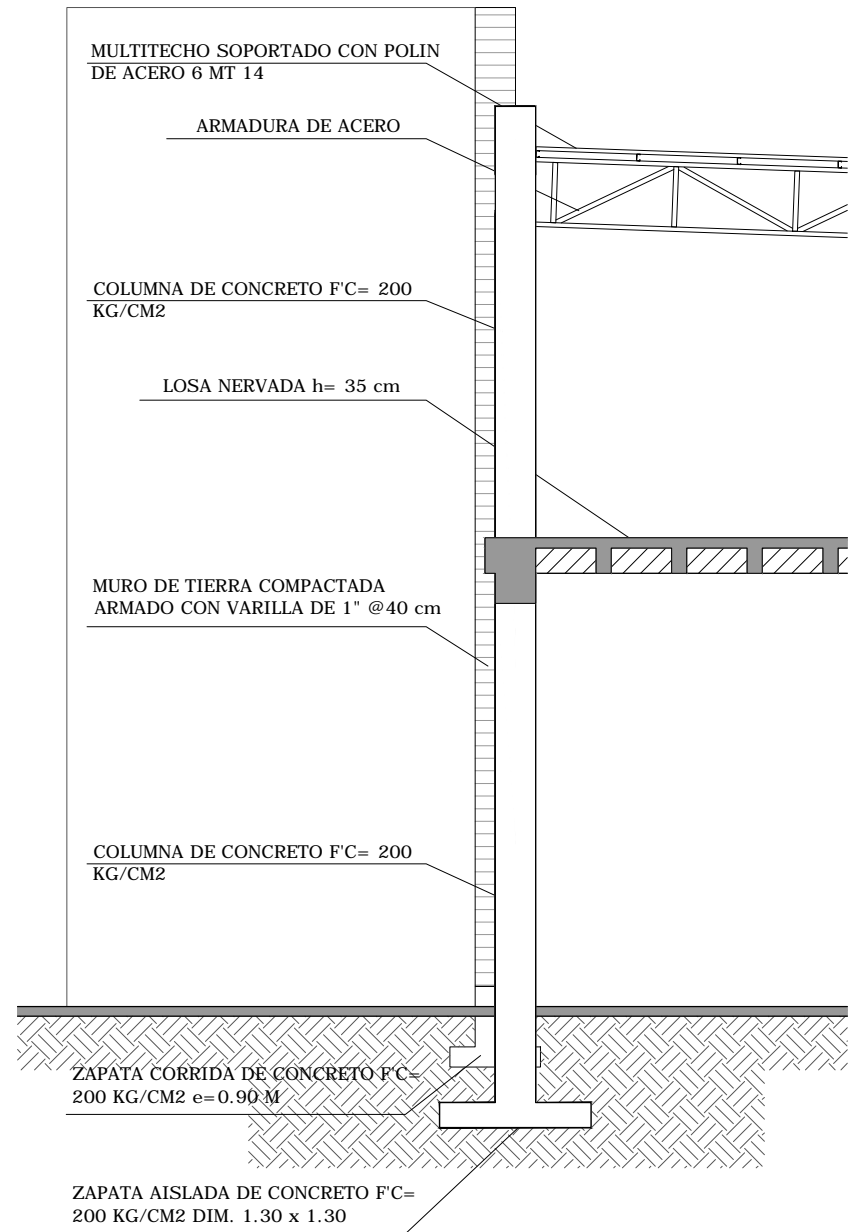 MULTITECHO SOPORTADO CON POLIN
DE ACERO 6 MT 14
ARMADURA DE ACERO
COLUMNA DE CONCRETO F'C= 200
KG/CM2
LOSA NERVADA h= 35 cm
MURO DE TIERRA COMPACTADA
ARMADO CON VARILLA DE 1" @40 cm
COLUMNA DE CONCRETO F'C= 200
KG/CM2
ZAPATA CORRIDA DE CONCRETO F'C=
200 KG/CM2 e=0.90 M
ZAPATA AISLADA DE CONCRETO F'C=
200 KG/CM2 DIM. 1.30 x 1.30